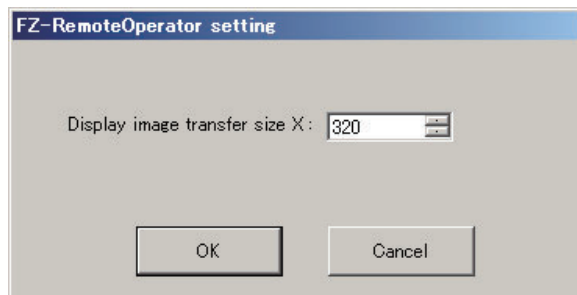 FZ-RemoteOperator setting
Display image transfer size X:
320
OK
Cancel